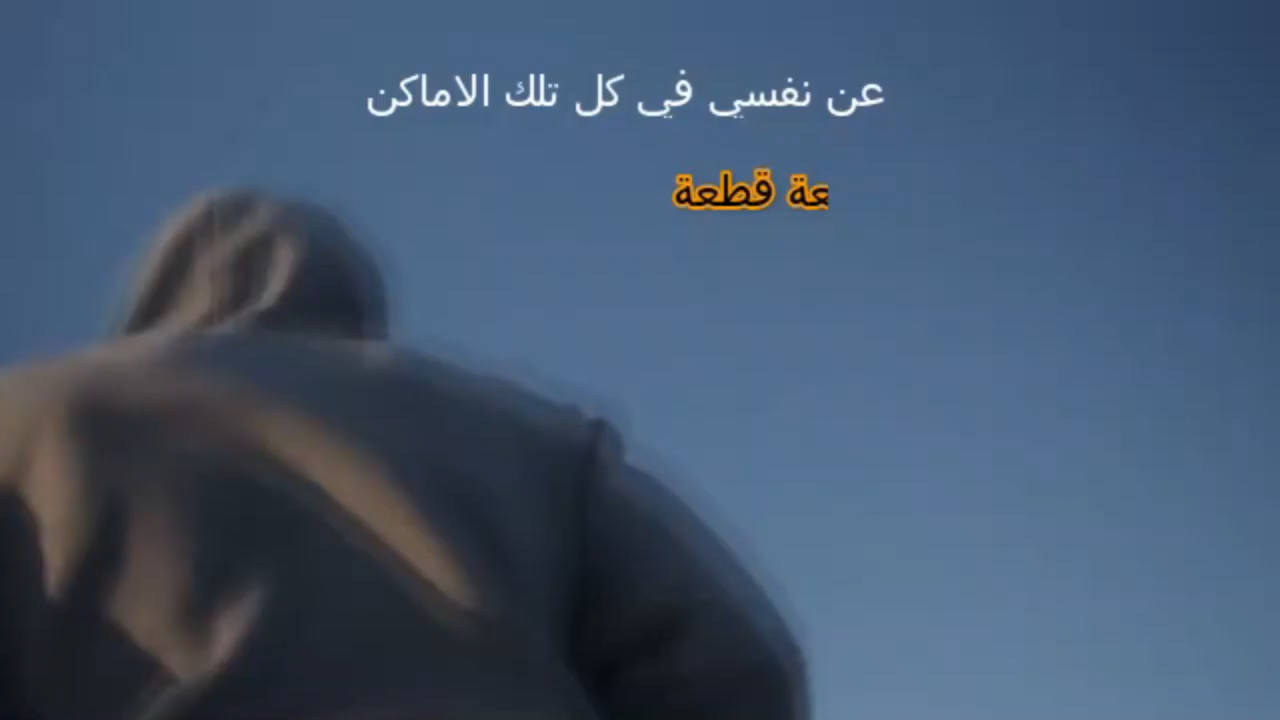 عن نفسي في كل تلك الاماكن
قطعة